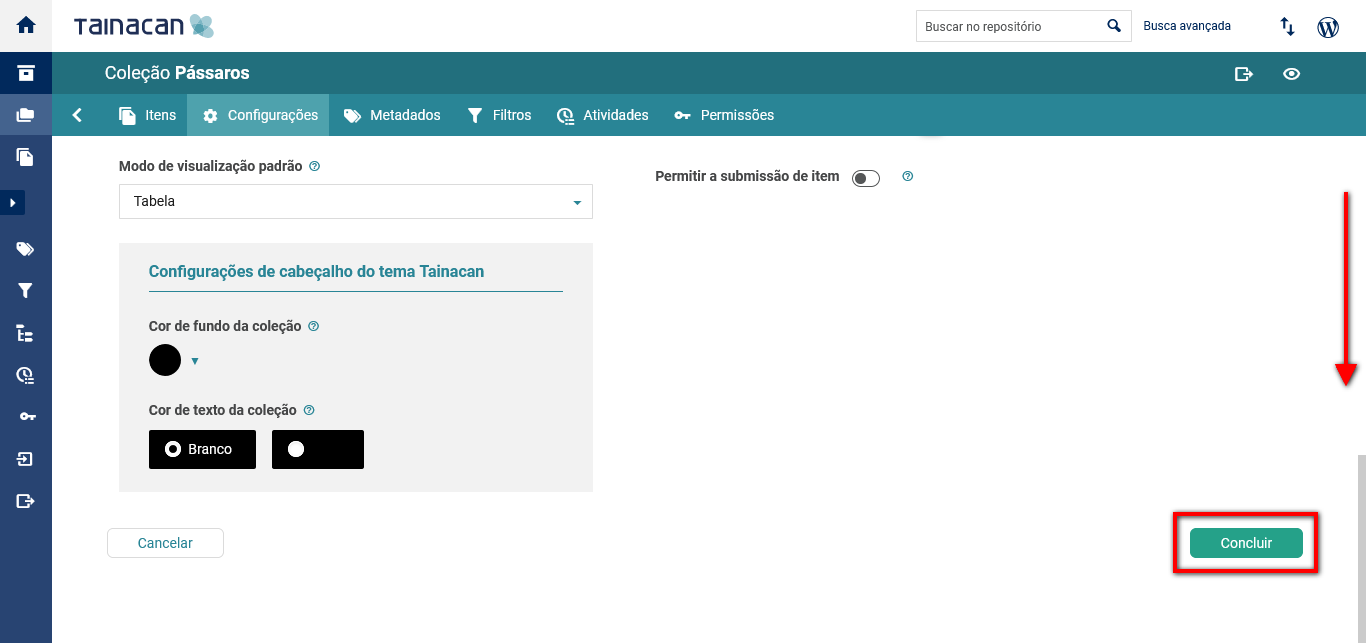 TAINACAN
Buscar no repositório
Busca avançada
Coleção Pássaros
Itens
Configurações
Metadados
Filtros
Atividades
Permissões
Modo de visualização padrão
Permitir a submissão de item
Tabela
Configurações de cabeçalho do tema Tainacan
Cor de fundo da coleção
Cor de texto da coleção
Branco
Cancelar
Concluir